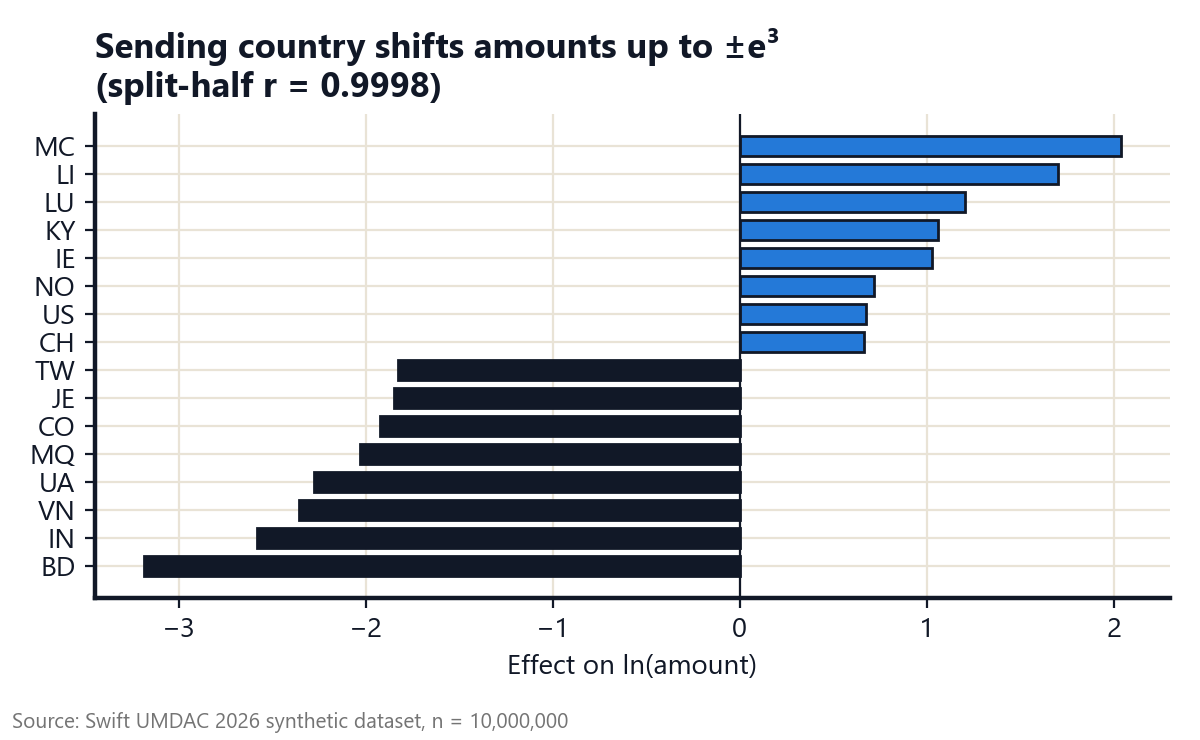 Sending country shifts amounts up to ±e³
(split-half r = 0.9998)
MC
LI
LU
KY
IE
NO
US
CH
TW
JE
CO
MQ
UA
VN
IN
BD
−3 −2 −1 0 1 2
Effect on ln(amount)
Source: Swift UMDAC 2026 synthetic dataset, n = 10,000,000